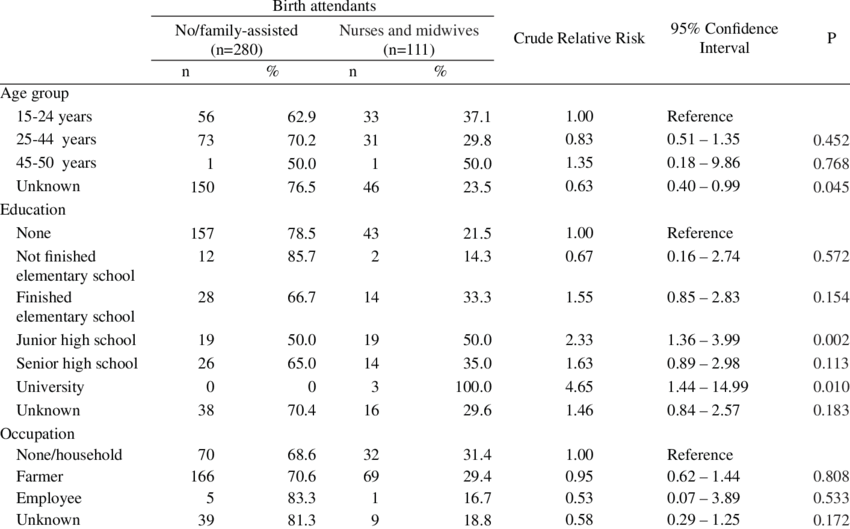 Birth attendants
No/family-assisted Nurses and midwives Crude Relative Risk 95% Confidence P
(n=280) (n=111) Interval
n % n %
Age group
15-24 years 56 62.9 33 37.1 1.00 Reference
25-44 years 73 70.2 31 29.8 0.83 0.51 – 1.35 0.452
45-50 years 1 50.0 1 50.0 1.35 0.18 – 9.86 0.768
Unknown 150 76.5 46 23.5 0.63 0.40 – 0.99 0.045
Education
None 157 78.5 43 21.5 1.00 Reference
Not finished 12 85.7 2 14.3 0.67 0.16 – 2.74 0.572
elementary school
Finished 28 66.7 14 33.3 1.55 0.85 – 2.83 0.154
elementary school
Junior high school 19 50.0 19 50.0 2.33 1.36 – 3.99 0.002
Senior high school 26 65.0 14 35.0 1.63 0.89 – 2.98 0.113
University 0 0 3 100.0 4.65 1.44 – 14.99 0.010
Unknown 38 70.4 16 29.6 1.46 0.84 – 2.57 0.183
Occupation
None/household 70 68.6 32 31.4 1.00 Reference
Farmer 166 70.6 69 29.4 0.95 0.62 – 1.44 0.808
Employee 5 83.3 1 16.7 0.53 0.07 – 3.89 0.533
Unknown 39 81.3 9 18.8 0.58 0.29 – 1.25 0.172